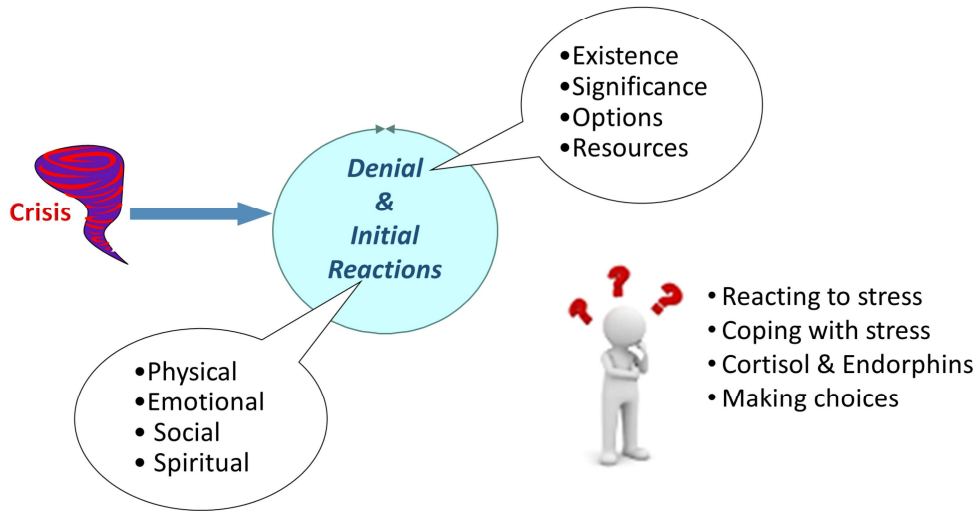 •Existence
•Significance
•Options
•Resources
Denial
&
Initial
Reactions
Crisis
•Physical
•Emotional
• Social
• Spiritual
? ? ?
• Reacting to stress
• Coping with stress
• Cortisol & Endorphins
• Making choices